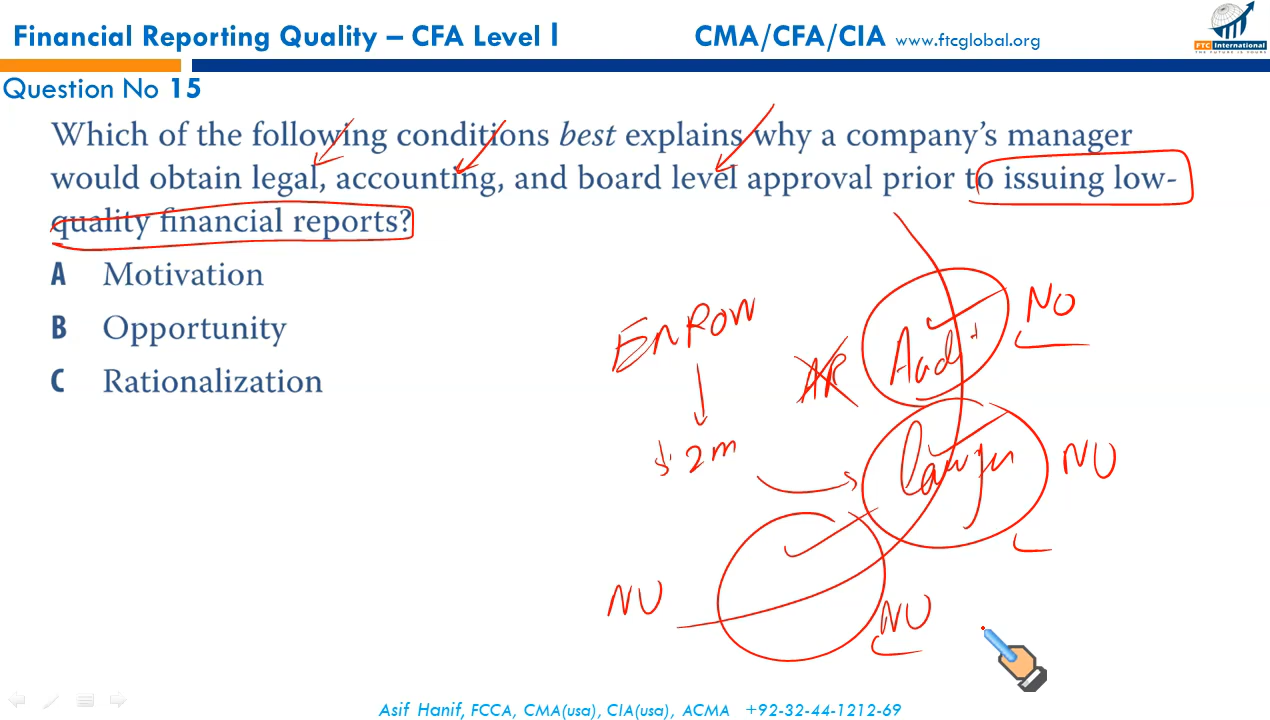 Financial Reporting Quality – CFA Level l
CMA/CFA/CIA www.ftcglobal.org
FTC International
Question No 15
Which of the following conditions best explains why a company's manager
would obtain legal, accounting, and board level approval prior to issuing low-
quality financial reports?
A Motivation
B Opportunity
C Rationalization
ENRON
$2m
AR
Audit
NO
Lawyer
NO
NO
NO
Asif Hanif, FCCA, CMA(usa), CIA(usa), ACMA +92-32-44-1212-69